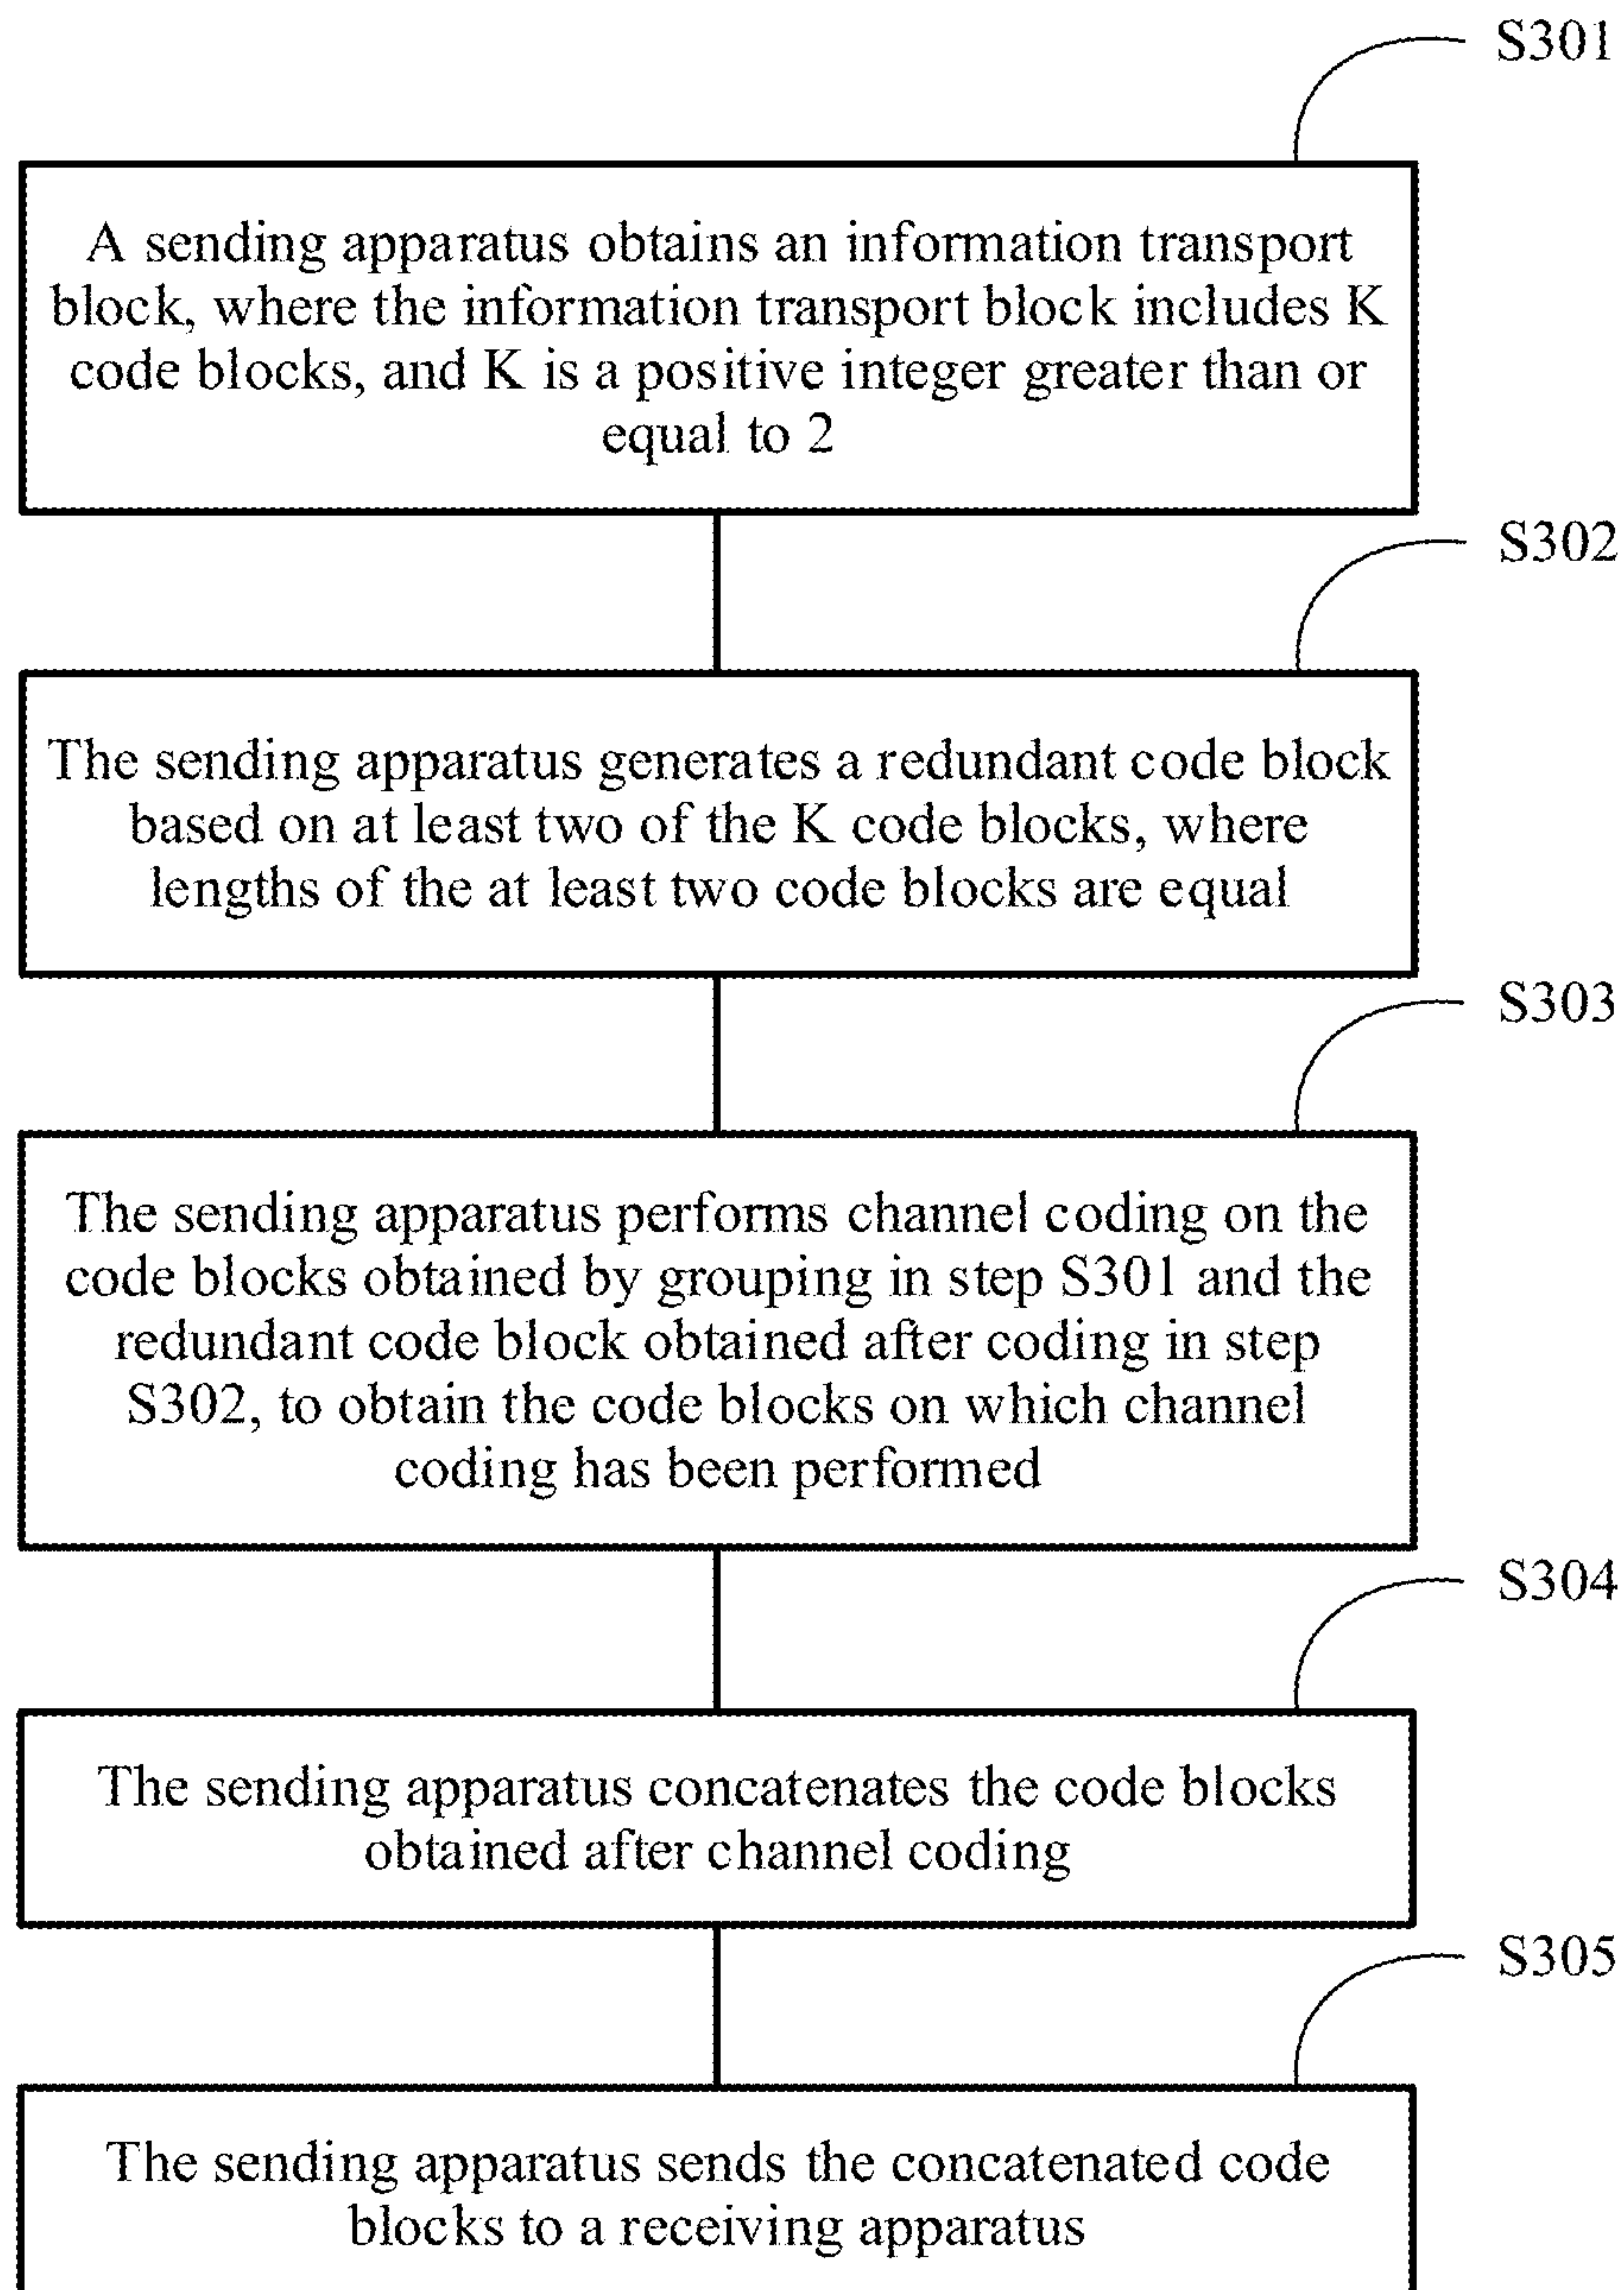 S301
A sending apparatus obtains an information transport
block, where the information transport block includes K
code blocks, and K is a positive integer greater than or
equal to 2
S302
The sending apparatus generates a redundant code block
based on at least two of the K code blocks, where
lengths of the at least two code blocks are equal
S303
The sending apparatus performs channel coding on the
code blocks obtained by grouping in step S301 and the
redundant code block obtained after coding in step
S302, to obtain the code blocks on which channel
coding has been performed
S304
The sending apparatus concatenates the code blocks
obtained after channel coding
S305
The sending apparatus sends the concatenated code
blocks to a receiving apparatus